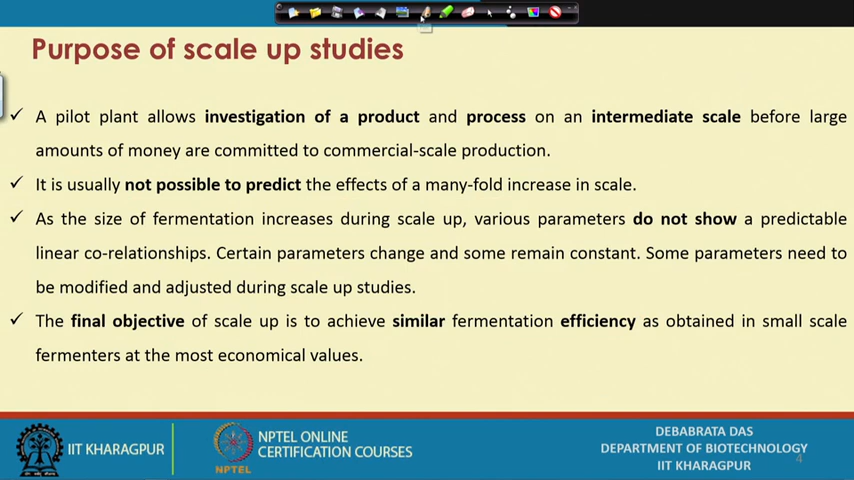 Purpose of scale up studies
✓ A pilot plant allows investigation of a product and process on an intermediate scale before large
amounts of money are committed to commercial-scale production.
✓ It is usually not possible to predict the effects of a many-fold increase in scale.
✓ As the size of fermentation increases during scale up, various parameters do not show a predictable
linear co-relationships. Certain parameters change and some remain constant. Some parameters need to
be modified and adjusted during scale up studies.
✓ The final objective of scale up is to achieve similar fermentation efficiency as obtained in small scale
fermenters at the most economical values.
IIT KHARAGPUR
NPTEL
NPTEL ONLINE
CERTIFICATION COURSES
DEBABRATA DAS
DEPARTMENT OF BIOTECHNOLOGY
IIT KHARAGPUR
4